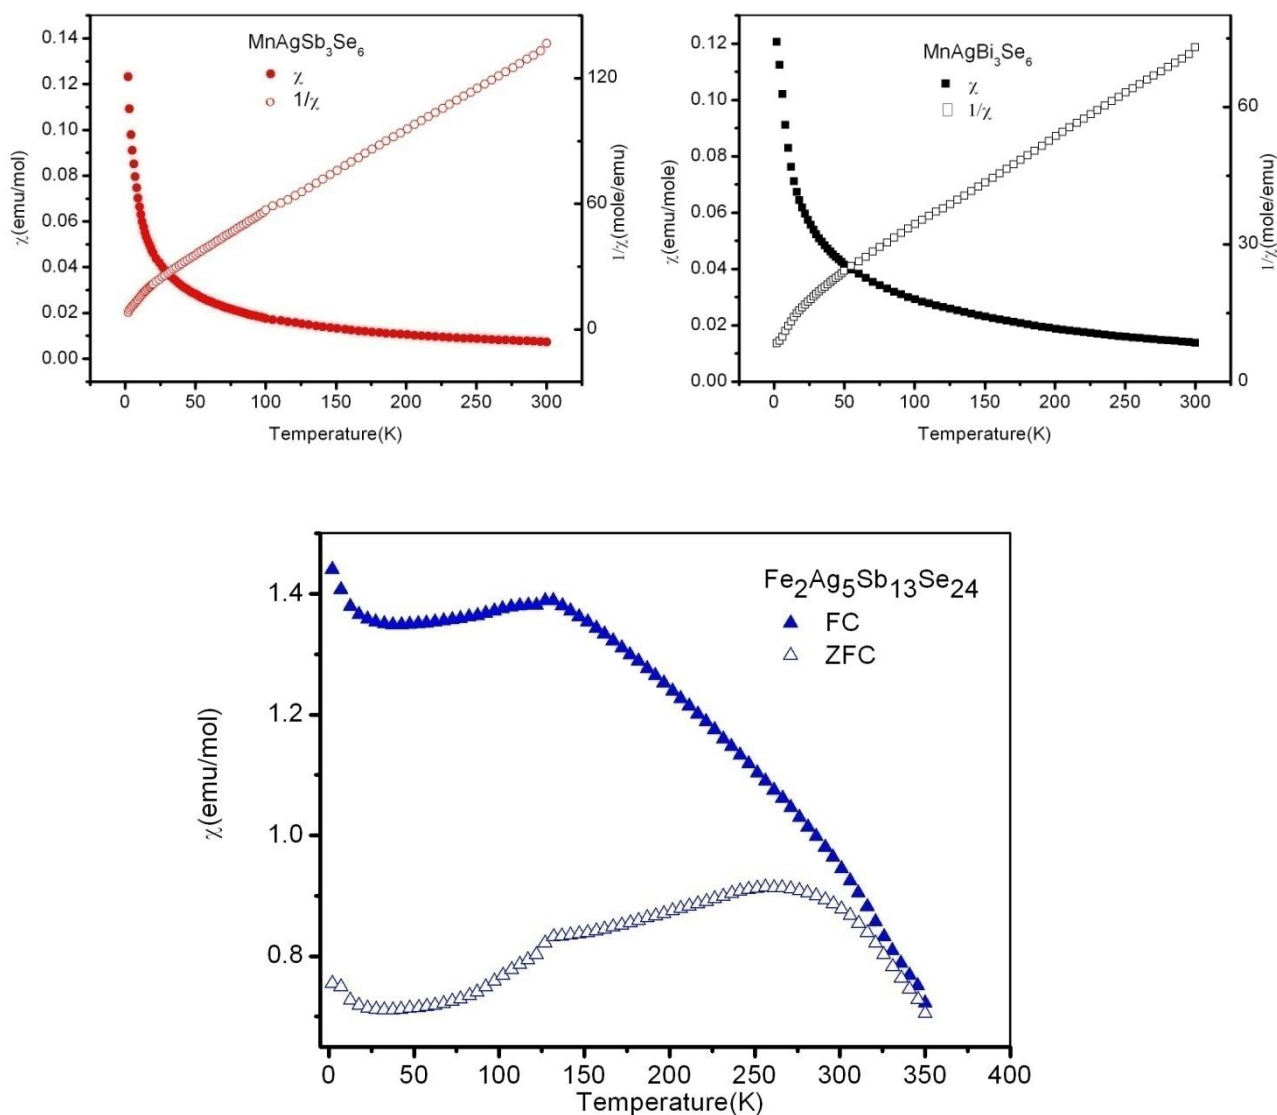 MnAgSb₃Se₆
χ
1/χ
0.14
0.12
0.10
0.08
0.06
0.04
0.02
0.00
χ(emu/mol)
120
60
0
1/χ(mole/emu)
0 50 100 150 200 250 300
Temperature(K)
MnAgBi₃Se₆
χ
1/χ
0.12
0.10
0.08
0.06
0.04
0.02
0.00
χ(emu/mole)
60
30
0
1/χ(mole/emu)
0 50 100 150 200 250 300
Temperature(K)
Fe₂Ag₅Sb₁₃Se₂₄
FC
ZFC
1.4
1.2
1.0
0.8
χ(emu/mol)
0 50 100 150 200 250 300 350 400
Temperature(K)